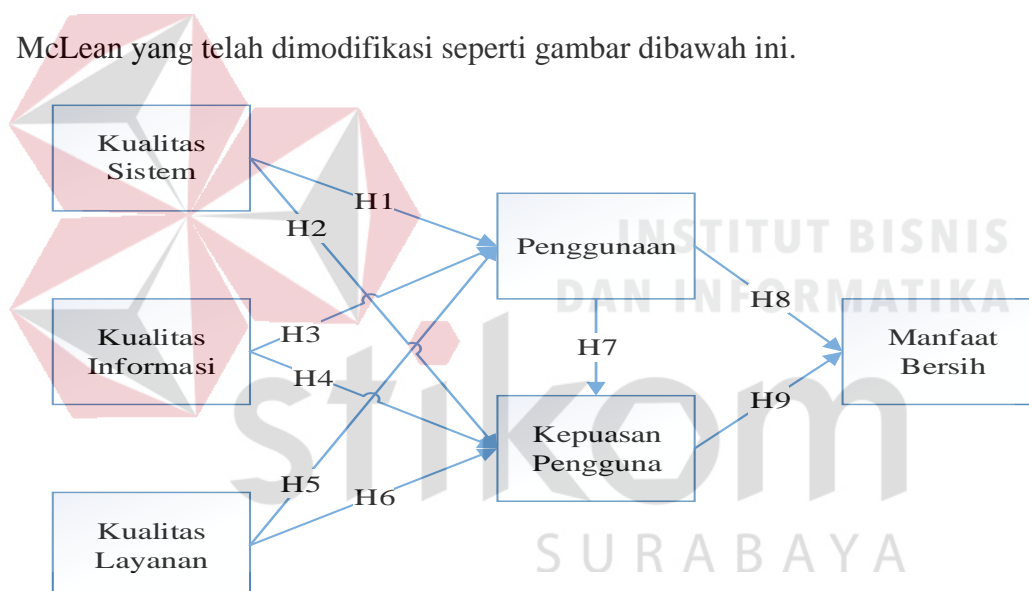 McLean yang telah dimodifikasi seperti gambar dibawah ini.
Kualitas
Sistem
H1
H2
Penggunaan
INSTITUT BISNIS
DAN INFORMATIKA
H8
Kualitas
Informasi
H3
H4
H7
Manfaat
Bersih
stikom
H9
Kepuasan
Pengguna
H5
H6
Kualitas
Layanan
SURABAYA